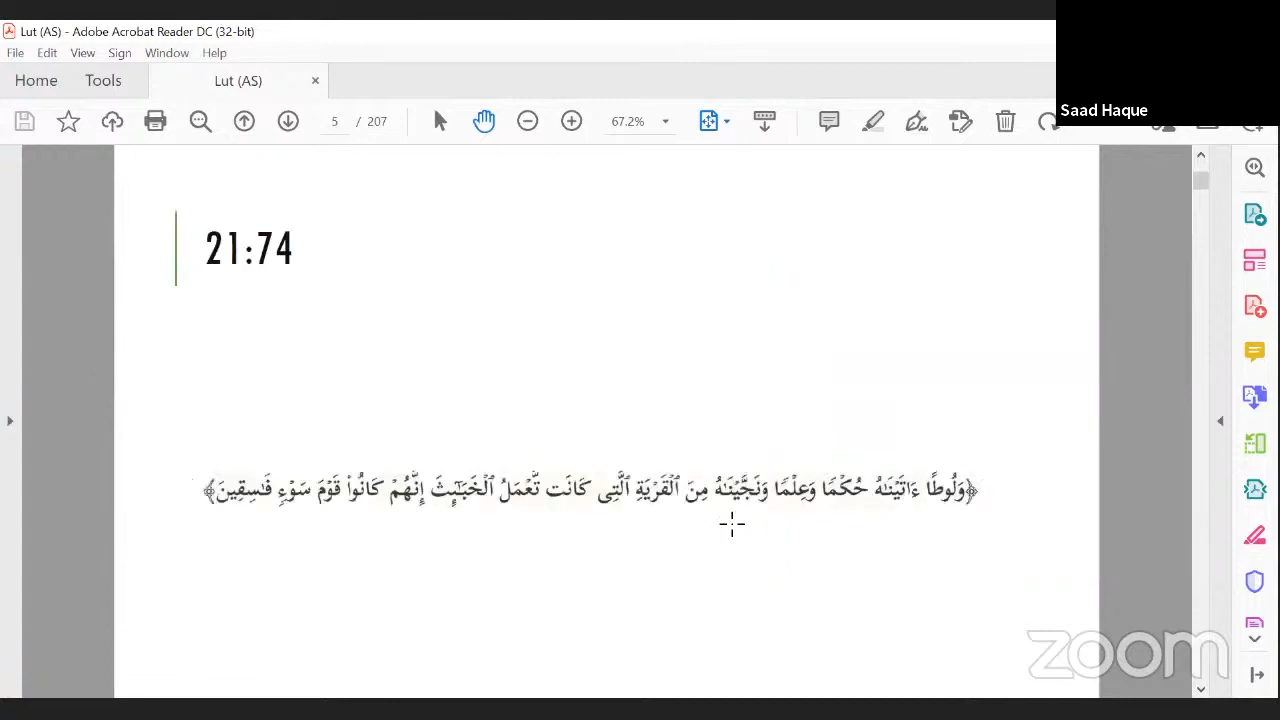 Lut (AS) - Adobe Acrobat Reader DC (32-bit)
File Edit View Sign Window Help
Home Tools Lut (AS) ×
5 / 207 67.2%
Saad Haque
21:74
﴿وَلُوطًا ءَاتَيْنَـٰهُ حُكْمًا وَعِلْمًا وَنَجَّيْنَـٰهُ مِنَ ٱلْقَرْيَةِ ٱلَّتِى كَانَت تَّعْمَلُ ٱلْخَبَـٰٓئِثَ إِنَّهُمْ كَانُوا۟ قَوْمَ سَوْءٍ فَـٰسِقِينَ﴾
zoom